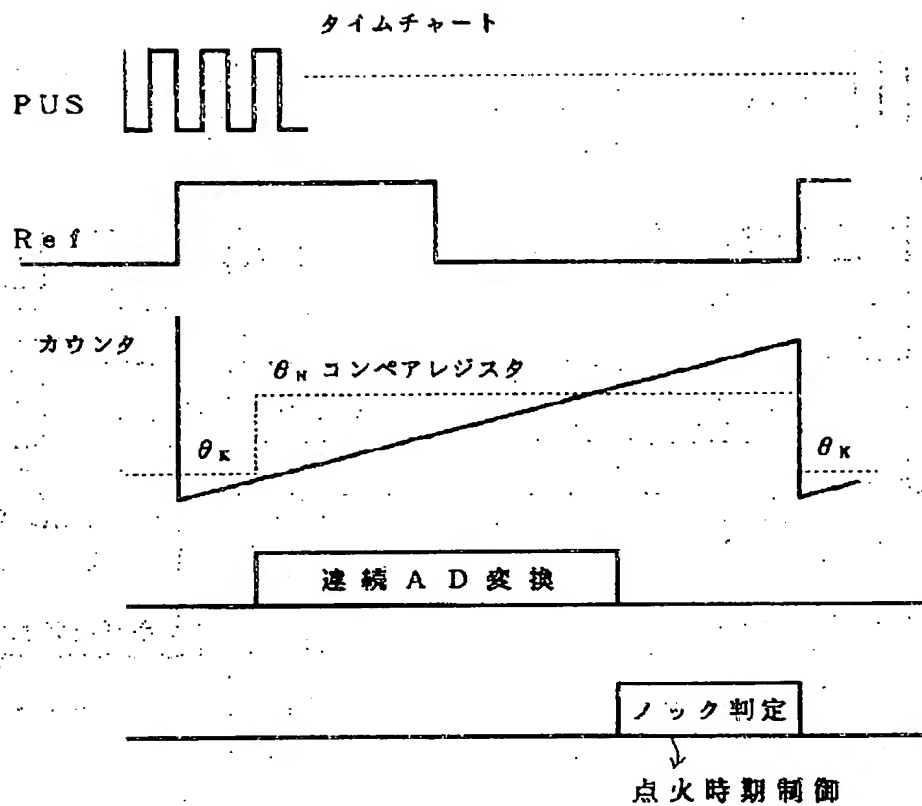 タイムチャート
PUS
Ref
カウンタ
θN コンペアレジスタ
θK
θK
連続AD変換
ノック判定
点火時期制御